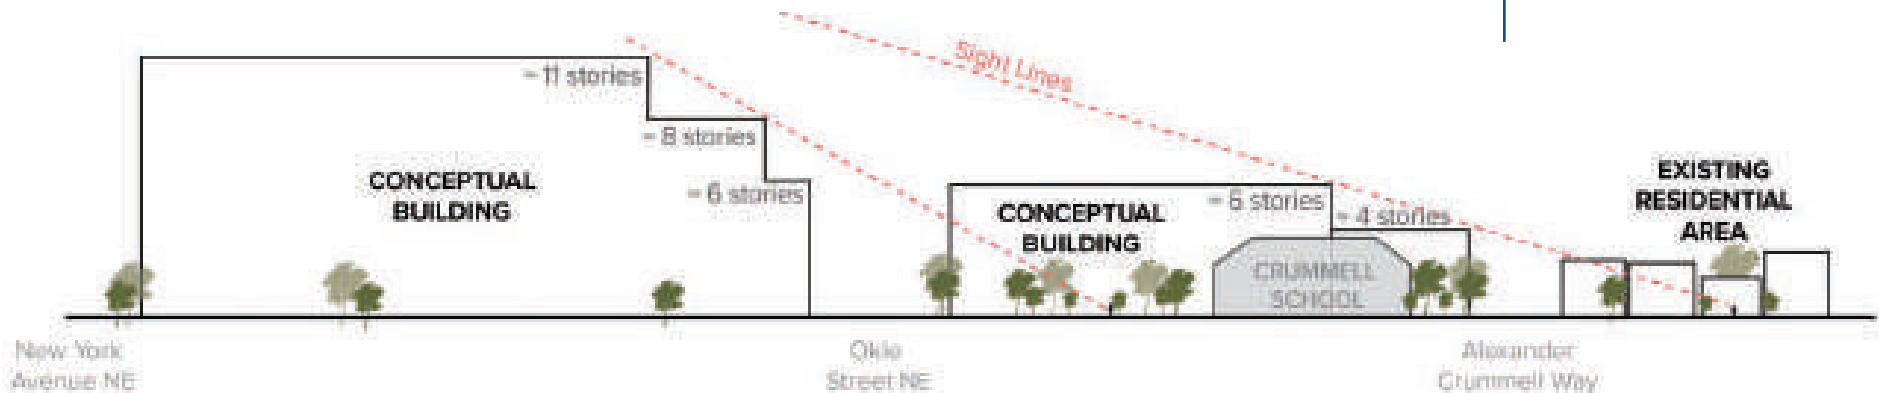 Sight Lines
~ 11 stories
~ 8 stories
~ 6 stories
CONCEPTUAL
BUILDING
~ 6 stories
~ 4 stories
CONCEPTUAL
BUILDING
CRUMMELL
SCHOOL
EXISTING
RESIDENTIAL
AREA
New York
Avenue NE
Okie
Street NE
Alexander
Crummell Way